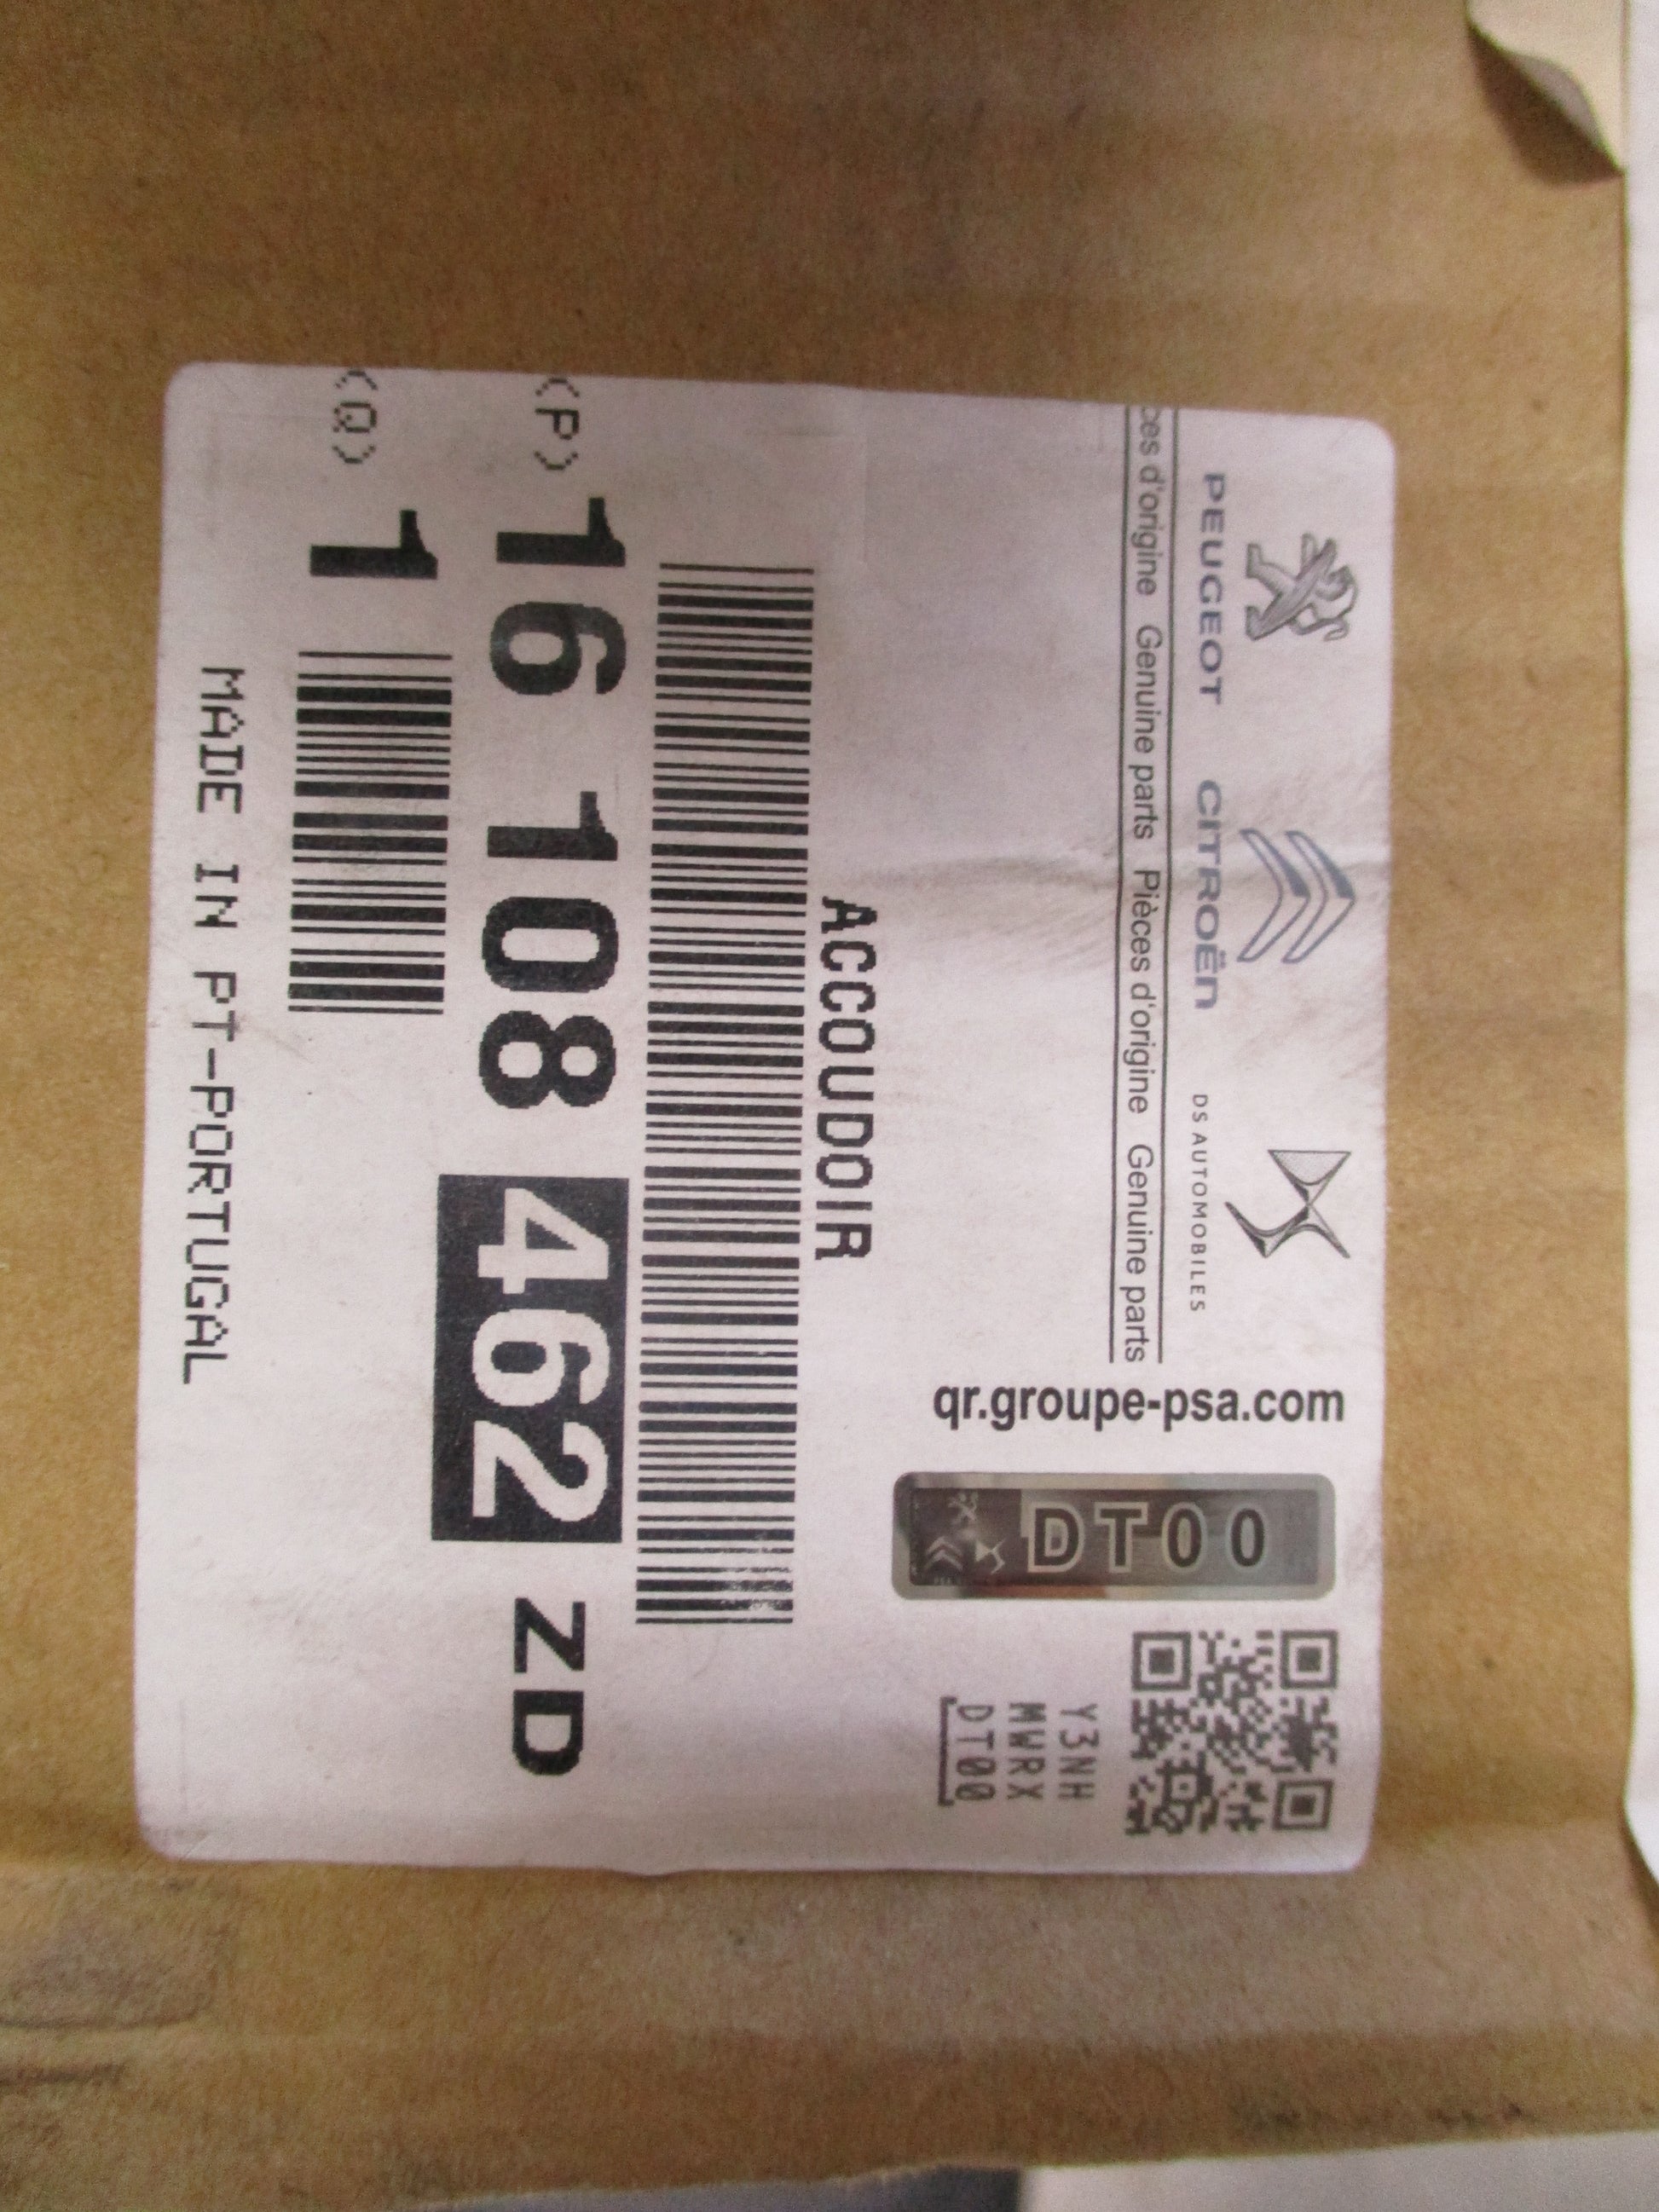 PEUGEOT CITROËN DS AUTOMOBILES
ces d'origine Genuine parts Pièces d'origine Genuine parts
qr.groupe-psa.com
DT00
Y3NH
MWRX
DT00
ACCOUDOIR
(P) 16 108 462 ZD
(Q) 1
MADE IN PT-PORTUGAL